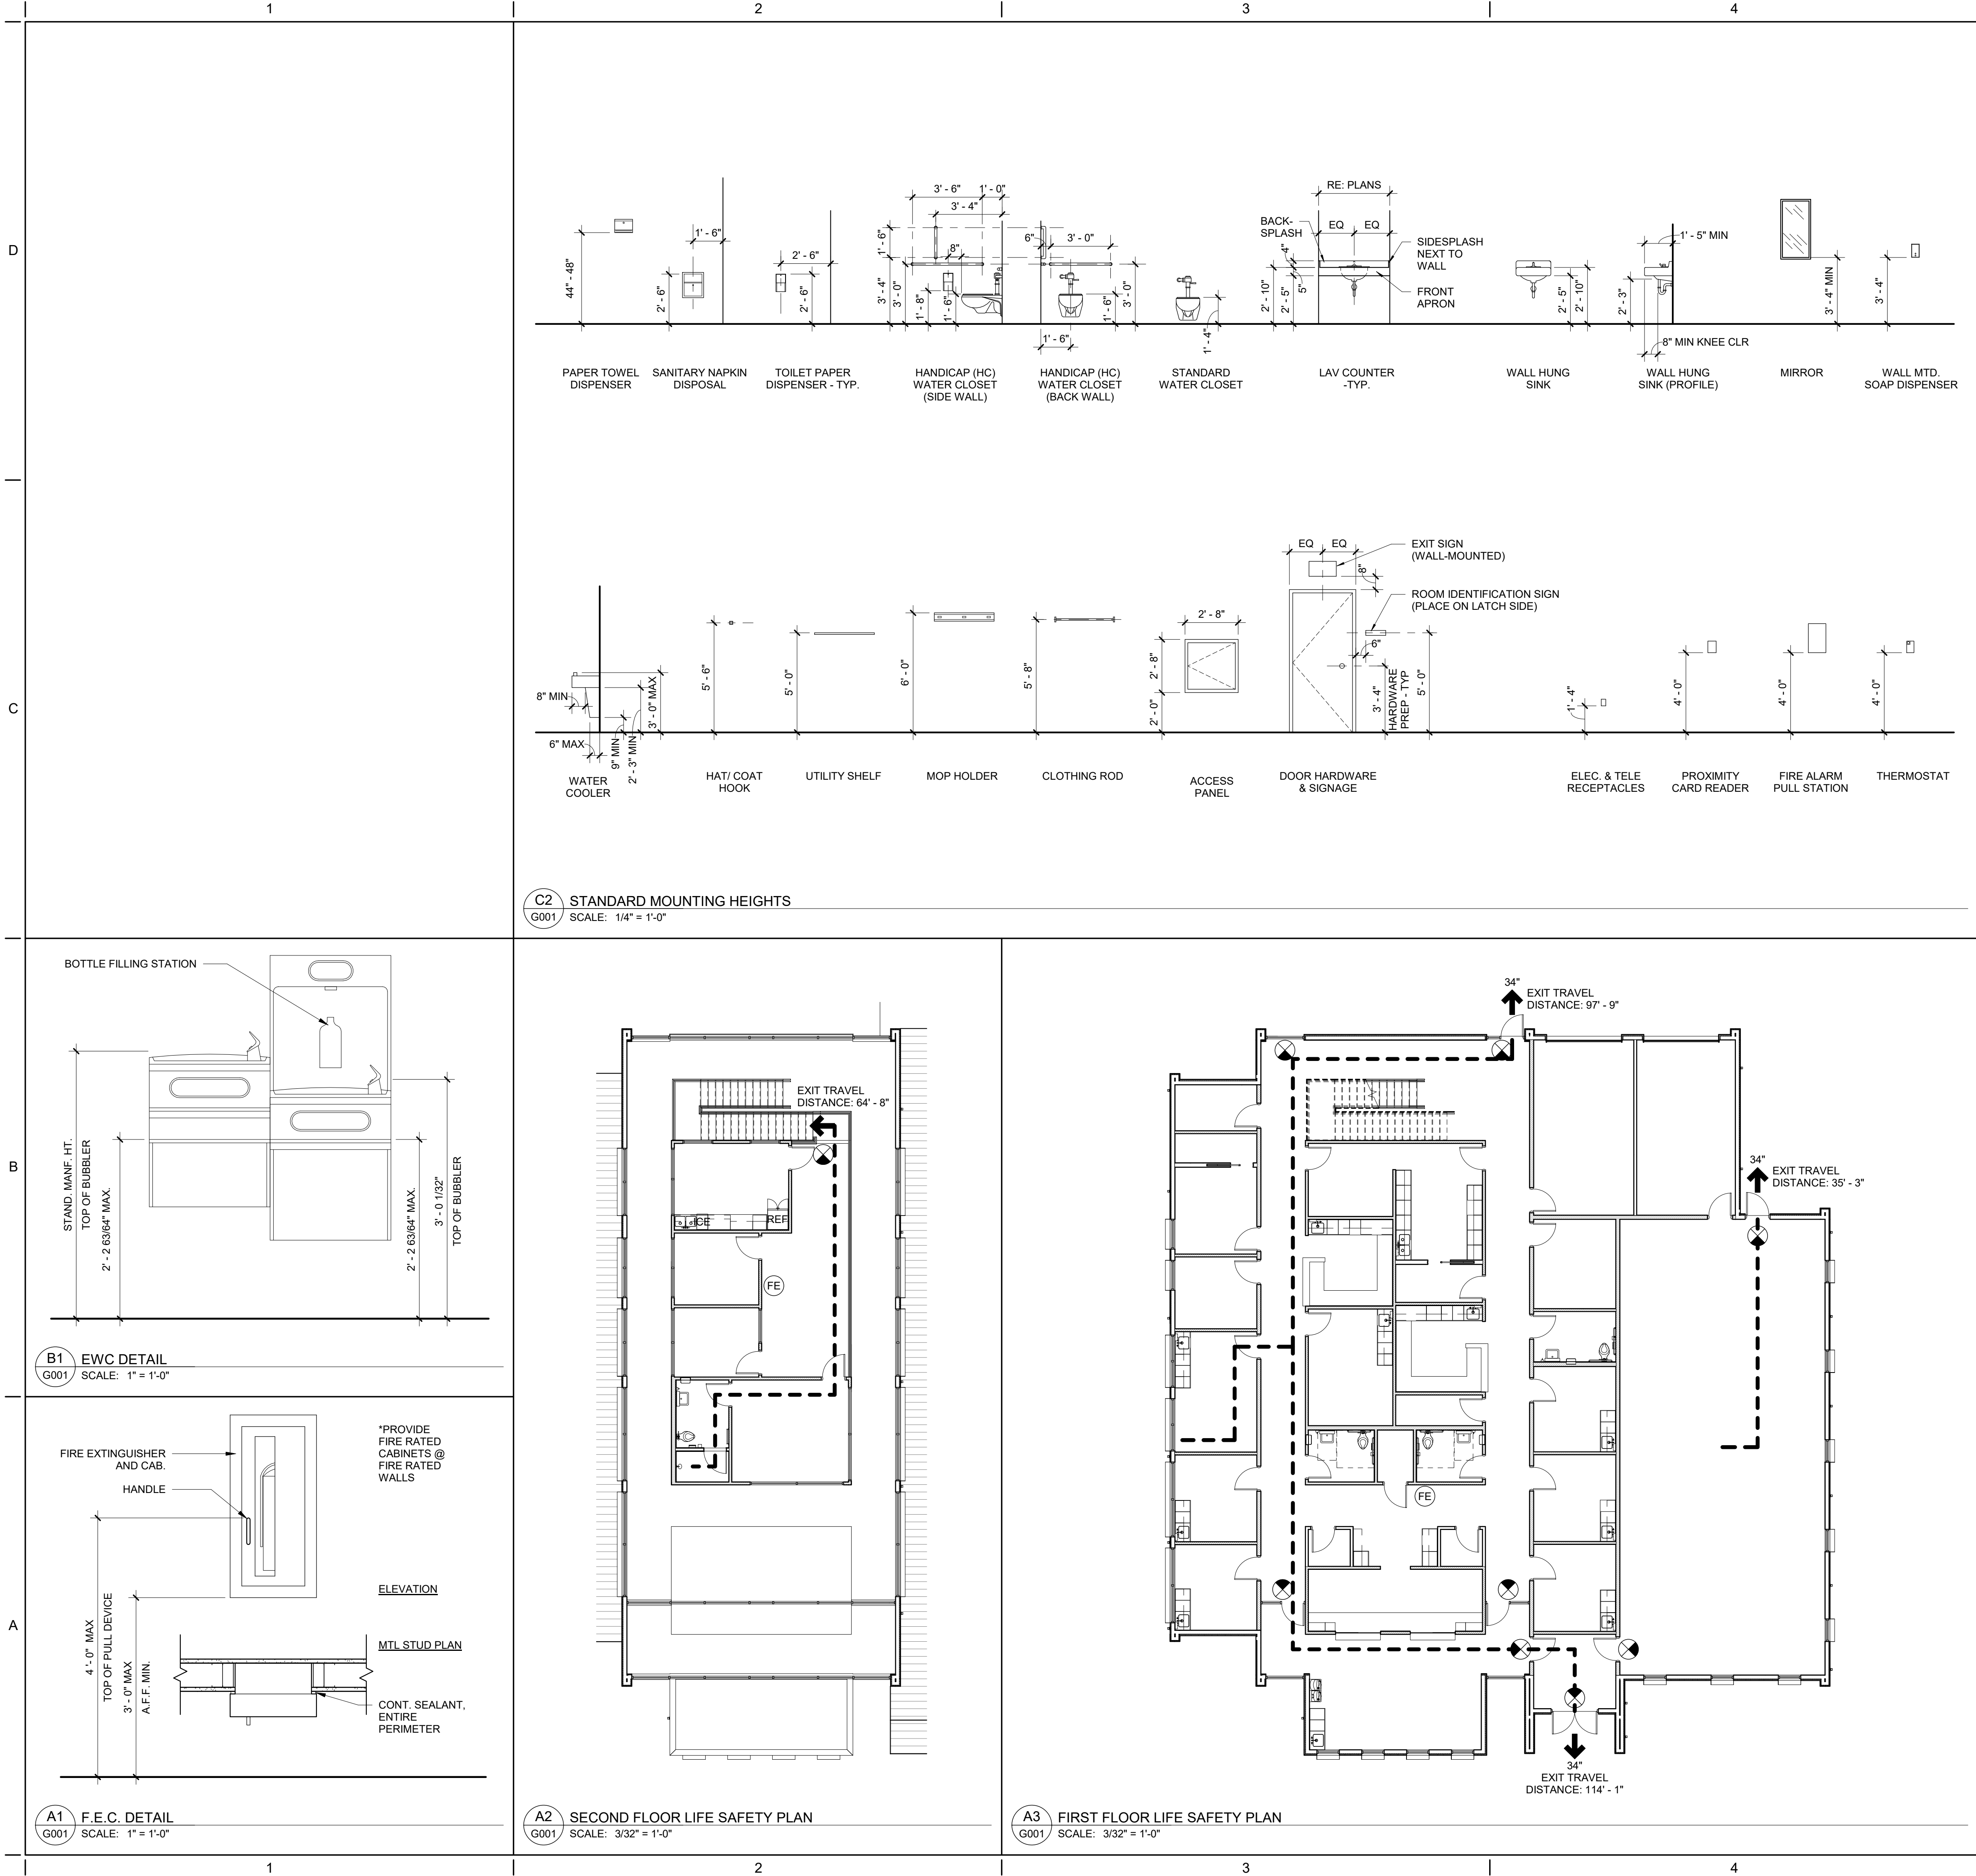 1
2
3
4
D
C
B
A
3' - 6"
1' - 0"
3' - 4"
RE: PLANS
BACK-
SPLASH
EQ
EQ
SIDESPLASH
NEXT TO
WALL
FRONT
APRON
44" - 48"
1' - 6"
2' - 6"
2' - 6"
2' - 6"
1' - 6"
3' - 4"
3' - 0"
8"
1' - 8"
1' - 6"
6"
3' - 0"
1' - 6"
3' - 0"
1' - 6"
1' - 4"
4"
2' - 10"
2' - 5"
5"
2' - 5"
2' - 10"
1' - 5" MIN
2' - 3"
8" MIN KNEE CLR
3' - 4" MIN
3' - 4"
PAPER TOWEL
DISPENSER
SANITARY NAPKIN
DISPOSAL
TOILET PAPER
DISPENSER - TYP.
HANDICAP (HC)
WATER CLOSET
(SIDE WALL)
HANDICAP (HC)
WATER CLOSET
(BACK WALL)
STANDARD
WATER CLOSET
LAV COUNTER
-TYP.
WALL HUNG
SINK
WALL HUNG
SINK (PROFILE)
MIRROR
WALL MTD.
SOAP DISPENSER
EQ
EQ
EXIT SIGN
(WALL-MOUNTED)
8"
ROOM IDENTIFICATION SIGN
(PLACE ON LATCH SIDE)
6"
8" MIN
6" MAX
9" MIN
2' - 3" MIN
3' - 0" MAX
5' - 6"
5' - 0"
6' - 0"
5' - 8"
2' - 8"
2' - 8"
2' - 0"
3' - 4"
HARDWARE
PREP - TYP
5' - 0"
1' - 4"
4' - 0"
4' - 0"
4' - 0"
WATER
COOLER
HAT/ COAT
HOOK
UTILITY SHELF
MOP HOLDER
CLOTHING ROD
ACCESS
PANEL
DOOR HARDWARE
& SIGNAGE
ELEC. & TELE
RECEPTACLES
PROXIMITY
CARD READER
FIRE ALARM
PULL STATION
THERMOSTAT
C2
G001
STANDARD MOUNTING HEIGHTS
SCALE: 1/4" = 1'-0"
BOTTLE FILLING STATION
STAND. MANF. HT.
TOP OF BUBBLER
2' - 2 63/64" MAX.
2' - 2 63/64" MAX.
3' - 0 1/32"
TOP OF BUBBLER
B1
G001
EWC DETAIL
SCALE: 1" = 1'-0"
FIRE EXTINGUISHER
AND CAB.
HANDLE
*PROVIDE
FIRE RATED
CABINETS @
FIRE RATED
WALLS
ELEVATION
MTL STUD PLAN
CONT. SEALANT,
ENTIRE
PERIMETER
4 '- 0" MAX
TOP OF PULL DEVICE
3' - 0" MAX
A.F.F. MIN.
A1
G001
F.E.C. DETAIL
SCALE: 1" = 1'-0"
EXIT TRAVEL
DISTANCE: 64' - 8"
ICE
REF
FE
A2
G001
SECOND FLOOR LIFE SAFETY PLAN
SCALE: 3/32" = 1'-0"
34"
EXIT TRAVEL
DISTANCE: 97' - 9"
34"
EXIT TRAVEL
DISTANCE: 35' - 3"
FE
34"
EXIT TRAVEL
DISTANCE: 114' - 1"
A3
G001
FIRST FLOOR LIFE SAFETY PLAN
SCALE: 3/32" = 1'-0"
1
2
3
4